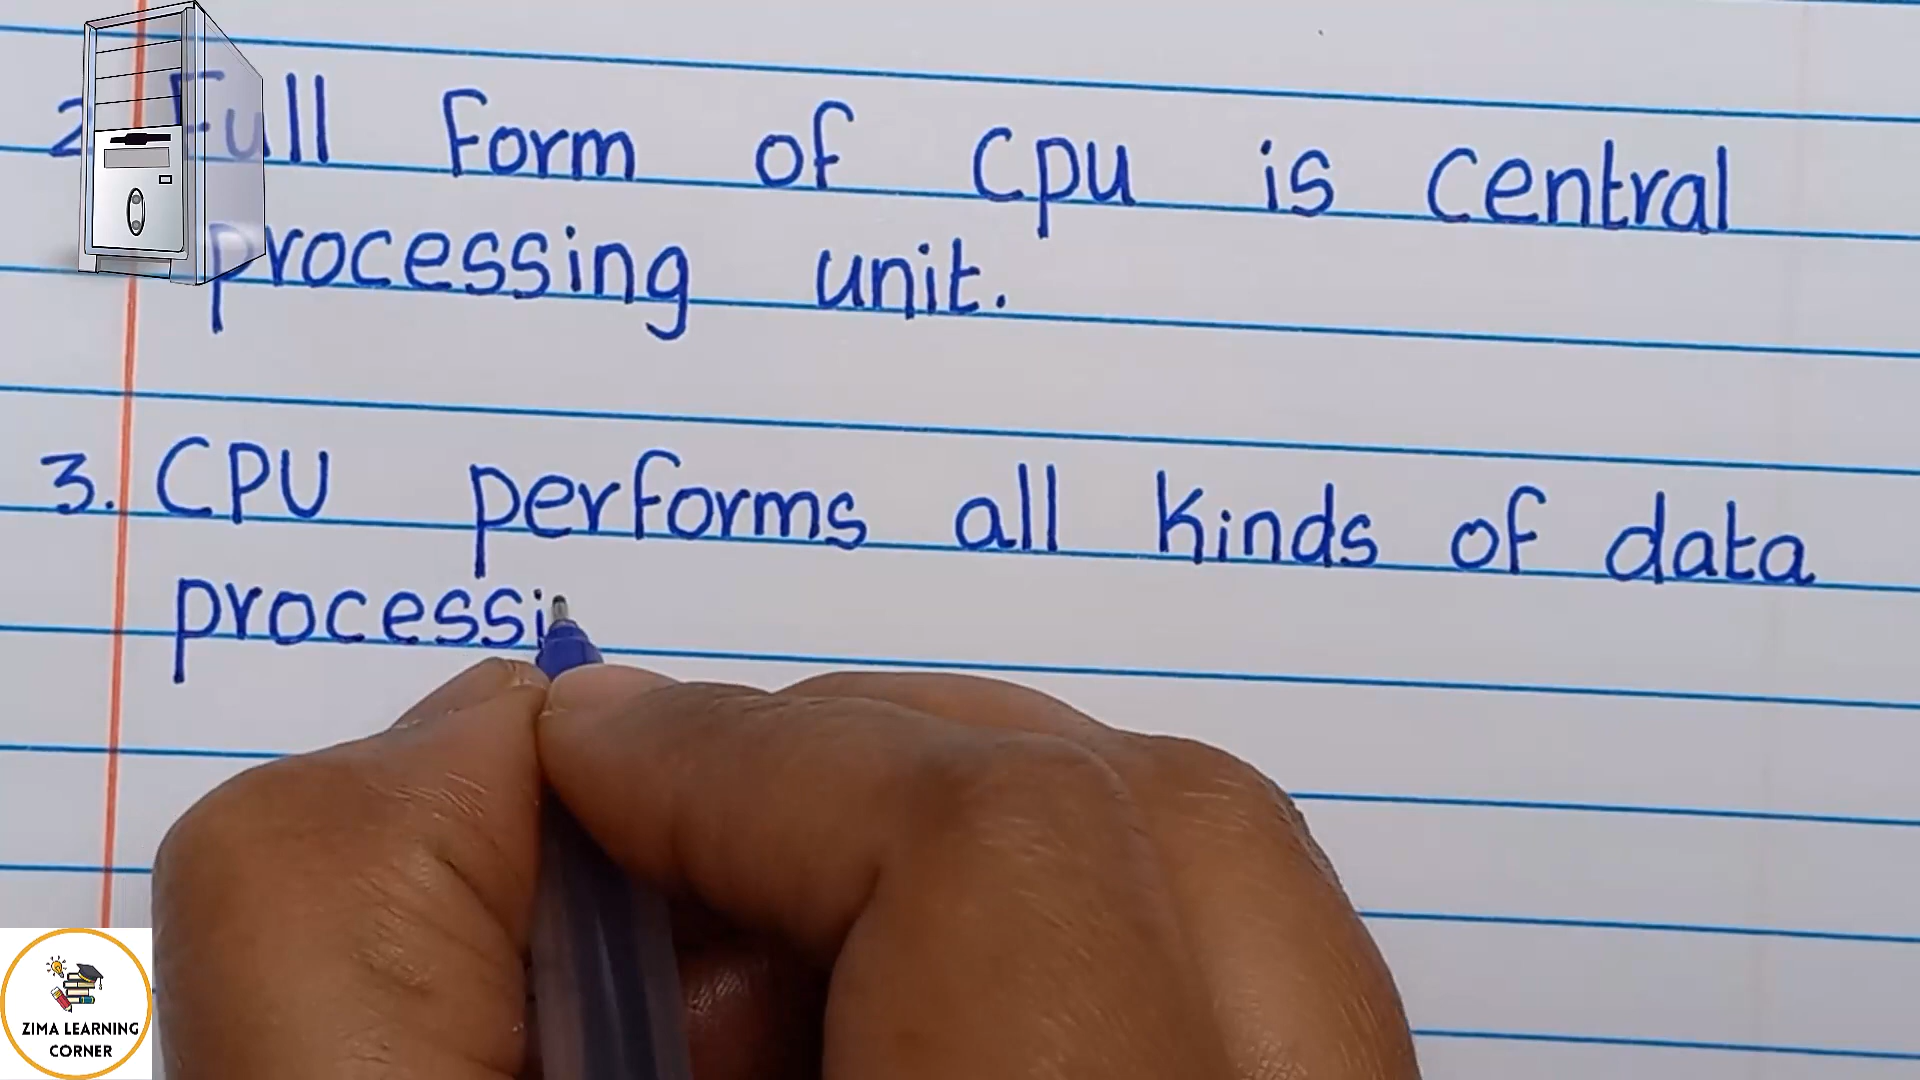 2. Full Form of CPU is central
processing unit.
3. CPU performs all kinds of data
processi
ZIMA LEARNING
CORNER